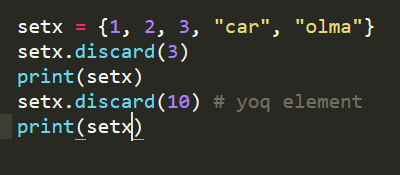 setx = {1, 2, 3, "car", "olma"}
setx.discard(3)
print(setx)
setx.discard(10) # yoq element
print(setx)